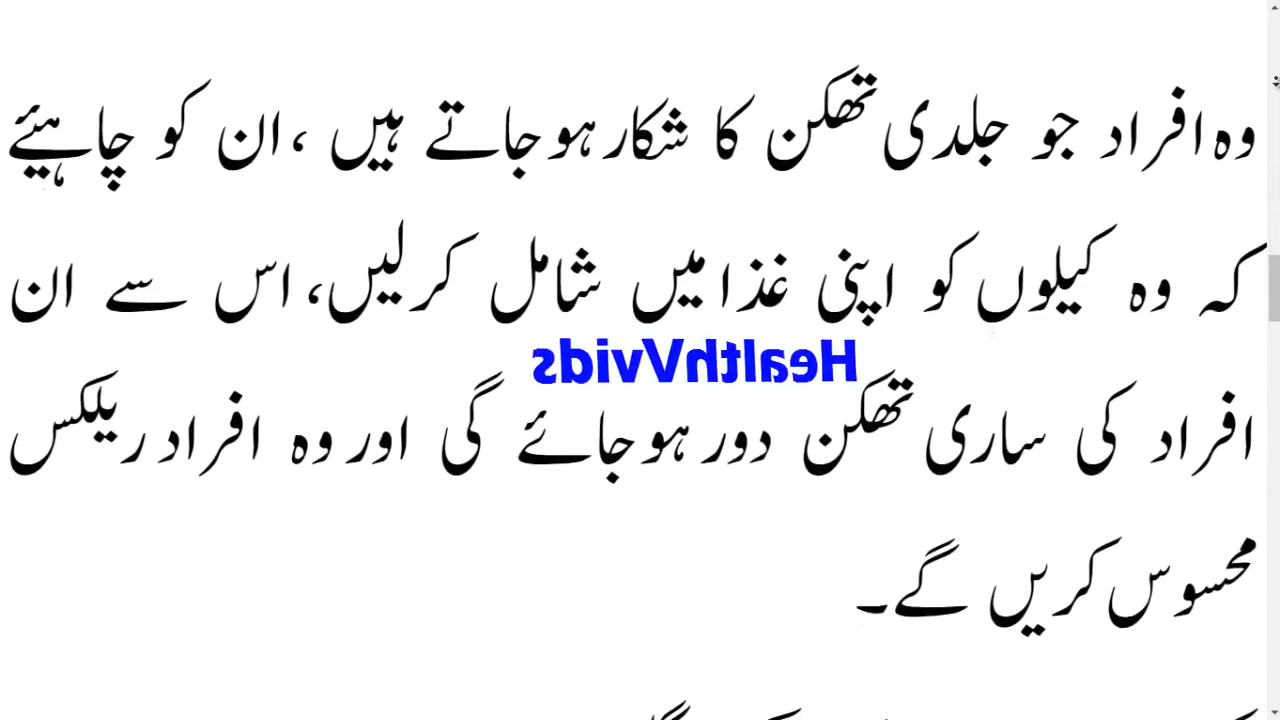 وہ افراد جو جلدی تھکن کا شکار ہو جاتے ہیں ،ان کو چاہیئے
کہ وہ کیلوں کو اپنی غذا میں شامل کرلیں، اس سے ان
HealthVvids
افراد کی ساری تھکن دور ہو جائے گی اور وہ افراد ریلکس
محسوس کریں گے۔